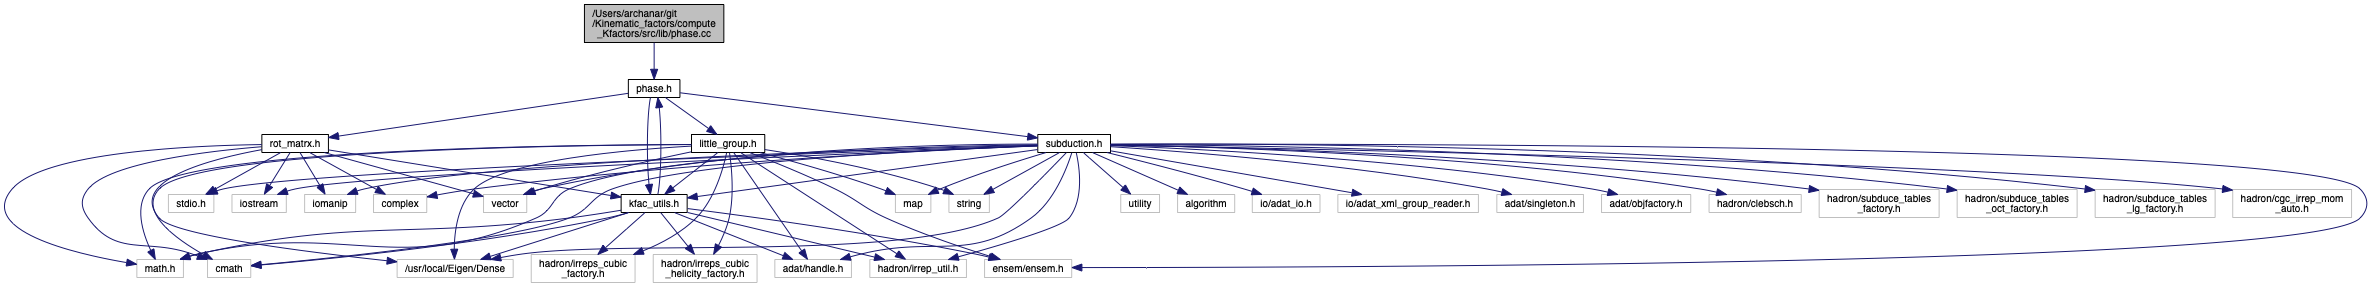 /Users/archanar/git
/Kinematic_factors/compute
_Kfactors/src/lib/phase.cc
phase.h
rot_matrx.h
little_group.h
subduction.h
stdio.h
iostream
iomanip
complex
vector
kfac_utils.h
map
string
utility
algorithm
io/adat_io.h
io/adat_xml_group_reader.h
adat/singleton.h
adat/objfactory.h
hadron/clebsch.h
hadron/subduce_tables
_factory.h
hadron/subduce_tables
_oct_factory.h
hadron/subduce_tables
_lg_factory.h
hadron/cgc_irrep_mom
_auto.h
math.h
cmath
/usr/local/Eigen/Dense
hadron/irreps_cubic
_factory.h
hadron/irreps_cubic
_helicity_factory.h
adat/handle.h
hadron/irrep_util.h
ensem/ensem.h